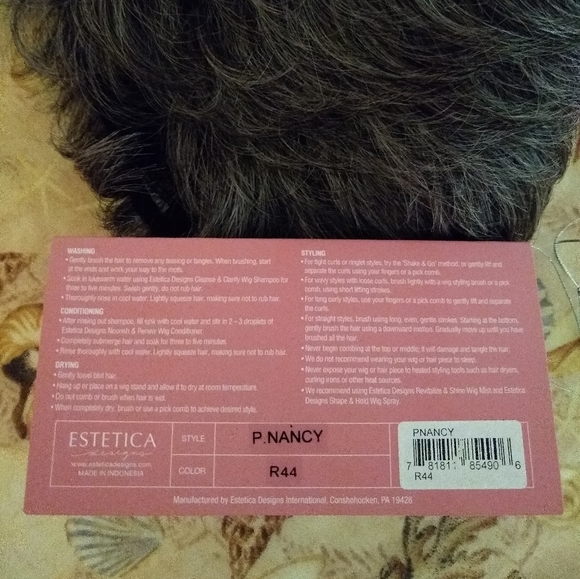 WASHING
• Gently brush the hair to remove any teasing or tangles. When brushing, start
at the ends and work your way to the roots.
• Soak in lukewarm water using Estetica Designs Cleanse & Clarify Wig Shampoo for
three to five minutes. Swish gently, do not rub hair.
• Thoroughly rinse in cool water. Lightly squeeze hair, making sure not to rub hair.
CONDITIONING
• After rinsing out shampoo, fill sink with cool water and stir in 2 – 3 droplets of
Estetica Designs Nourish & Renew Wig Conditioner.
• Completely submerge hair and soak for three to five minutes.
• Rinse thoroughly with cool water. Lightly squeeze hair, making sure not to rub hair.
DRYING
• Gently towel blot hair.
• Hang up or place on a wig stand and allow it to dry at room temperature.
• Do not comb or brush when hair is wet.
• When completely dry, brush or use a pick comb to achieve desired style.
STYLING
• For tight curls or ringlet styles, try the 'Shake & Go' method, or gently lift and
separate the curls using your fingers or a pick comb.
• For wavy styles with loose curls, brush lightly with a wig styling brush or a pick
comb, using short lifting strokes.
• For long curly styles, use your fingers or a pick comb to gently lift and separate
the curls.
• For straight styles, brush using long, even, gentle strokes. Starting at the bottom,
gently brush the hair using a downward motion. Gradually move up until you have
brushed all the hair.
• Never begin combing at the top or middle; it will damage and tangle the hair.
• We do not recommend wearing your wig or hair piece to sleep.
• Never expose your wig or hair piece to heated styling tools such as hair dryers,
curling irons or other heat sources.
• We recommend using Estetica Designs Revitalize & Shine Wig Mist and Estetica
Designs Shape & Hold Wig Spray.
ESTETICA
designs
www.esteticadesigns.com
MADE IN INDONESIA
STYLE P.NANCY
COLOR R44
PNANCY
7 81811 85490 6
R44
Manufactured by Estetica Designs International, Conshohocken, PA 19428